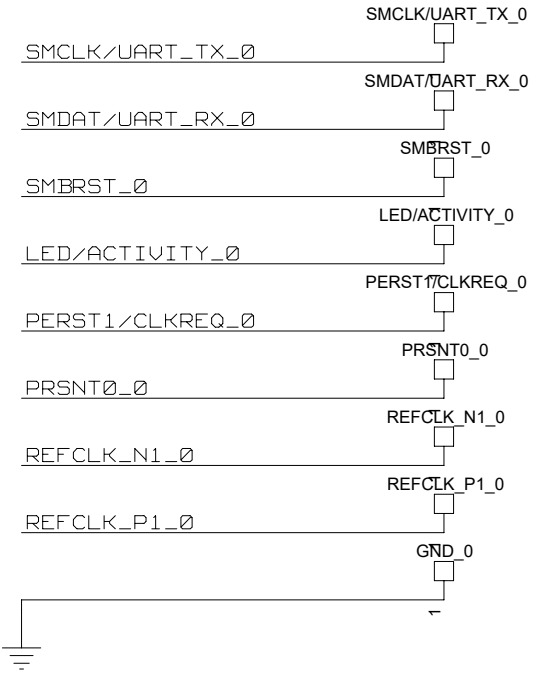 SMCLK/UART_TX_0
SMCLK/UART_TX_0
SMDAT/UART_RX_0
SMDAT/UART_RX_0
SMBRST_0
SMBRST_0
LED/ACTIVITY_0
LED/ACTIVITY_0
PERST1/CLKREQ_0
PERST1/CLKREQ_0
PRSNT0_0
PRSNT0_0
REFCLK_N1_0
REFCLK_N1_0
REFCLK_P1_0
REFCLK_P1_0
GND_0
1